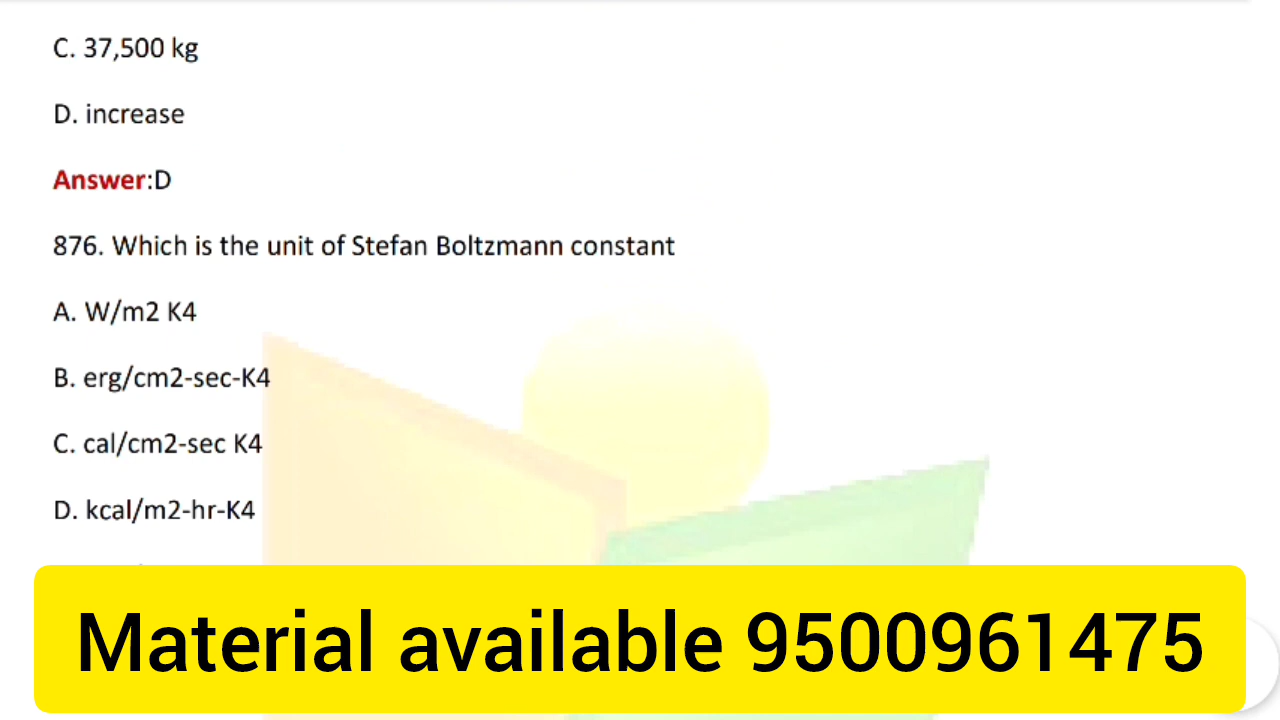 C. 37,500 kg
D. increase
Answer:D
876. Which is the unit of Stefan Boltzmann constant
A. W/m2 K4
B. erg/cm2-sec-K4
C. cal/cm2-sec K4
D. kcal/m2-hr-K4
Material available 9500961475